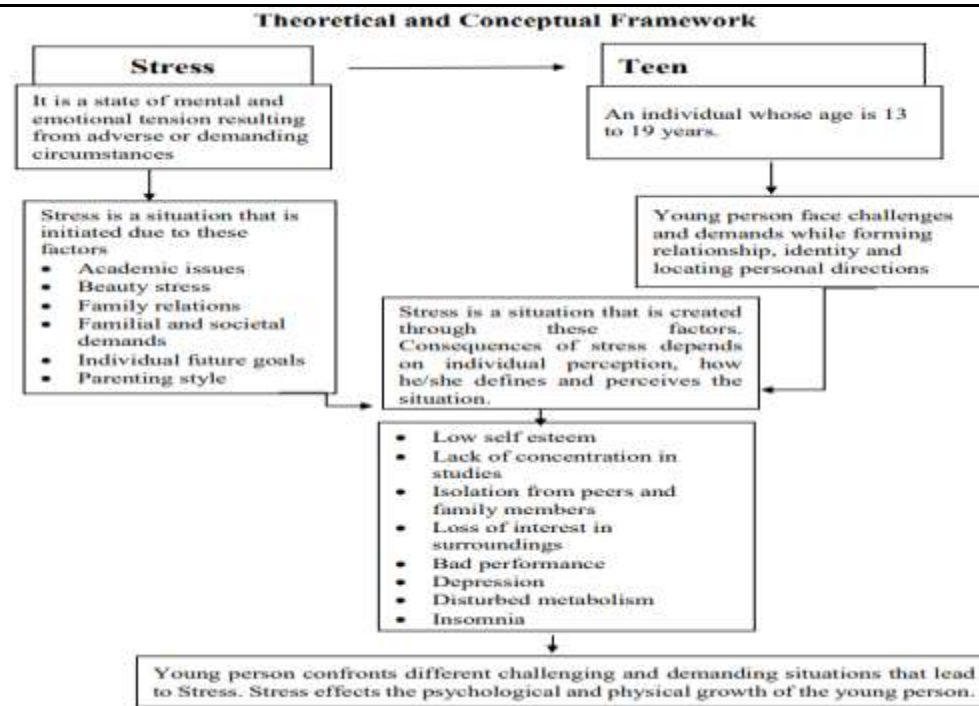 Theoretical and Conceptual Framework
Stress
Teen
It is a state of mental and
emotional tension resulting
from adverse or demanding
circumstances
An individual whose age is 13
to 19 years.
Stress is a situation that is
initiated due to these
factors
• Academic issues
• Beauty stress
• Family relations
• Familial and societal
demands
• Individual future goals
• Parenting style
Young person face challenges
and demands while forming
relationship, identity and
locating personal directions
Stress is a situation that is created
through these factors.
Consequences of stress depends
on individual perception, how
he/she defines and perceives the
situation.
• Low self esteem
• Lack of concentration in
studies
• Isolation from peers and
family members
• Loss of interest in
surroundings
• Bad performance
• Depression
• Disturbed metabolism
• Insomnia
Young person confronts different challenging and demanding situations that lead
to Stress. Stress effects the psychological and physical growth of the young person.